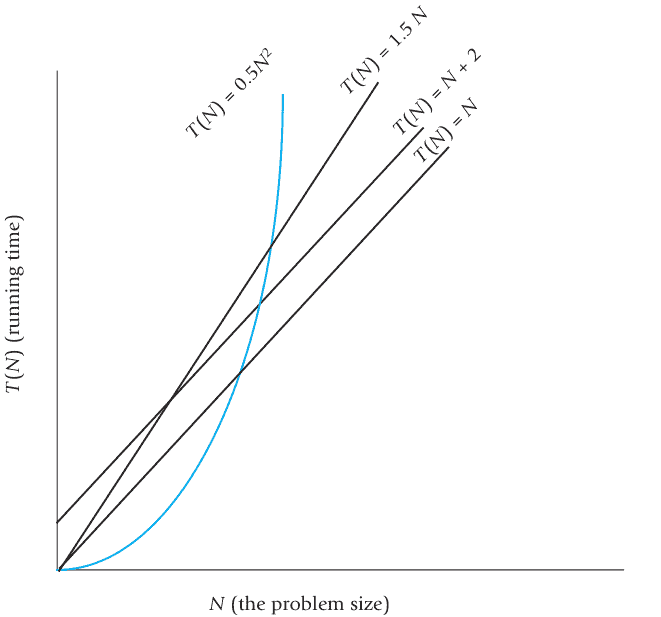 T(N) = 0.5N²
T(N) = 1.5 N
T(N) = N + 2
T(N) = N
T(N) (running time)
N (the problem size)